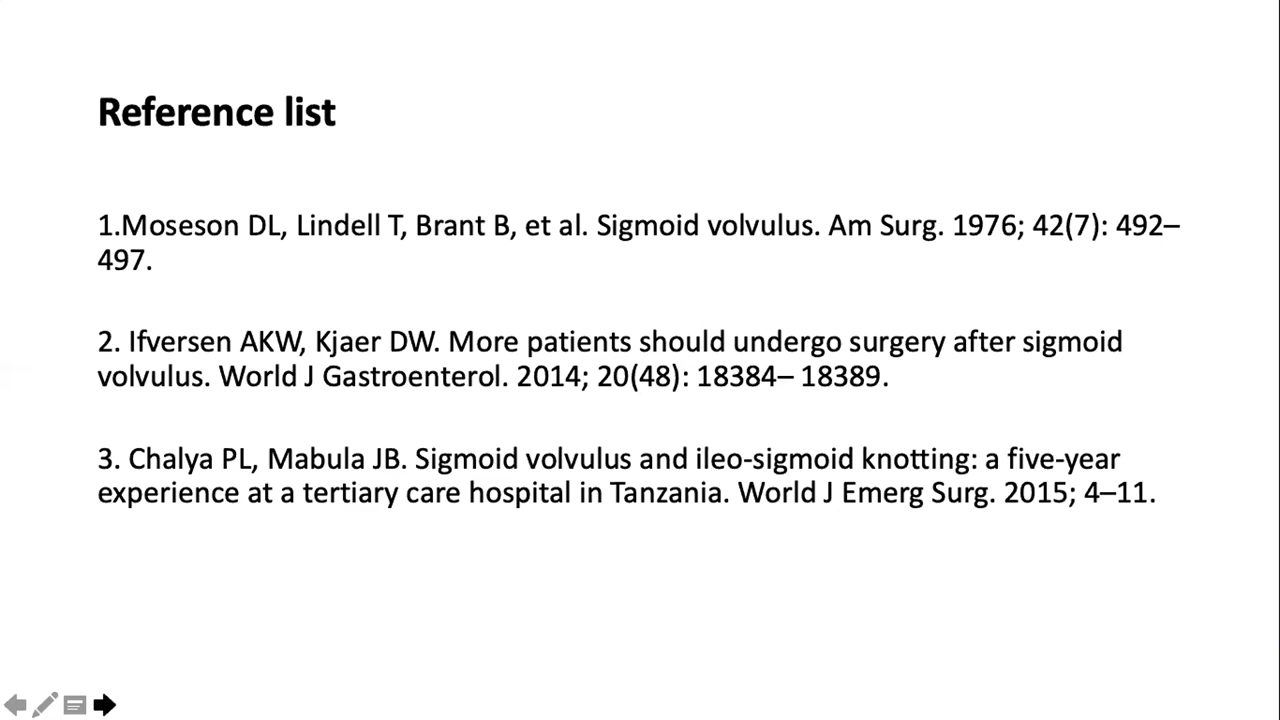 Reference list
1.Moseson DL, Lindell T, Brant B, et al. Sigmoid volvulus. Am Surg. 1976; 42(7): 492–
497.
2. Ifversen AKW, Kjaer DW. More patients should undergo surgery after sigmoid
volvulus. World J Gastroenterol. 2014; 20(48): 18384– 18389.
3. Chalya PL, Mabula JB. Sigmoid volvulus and ileo-sigmoid knotting: a five-year
experience at a tertiary care hospital in Tanzania. World J Emerg Surg. 2015; 4–11.